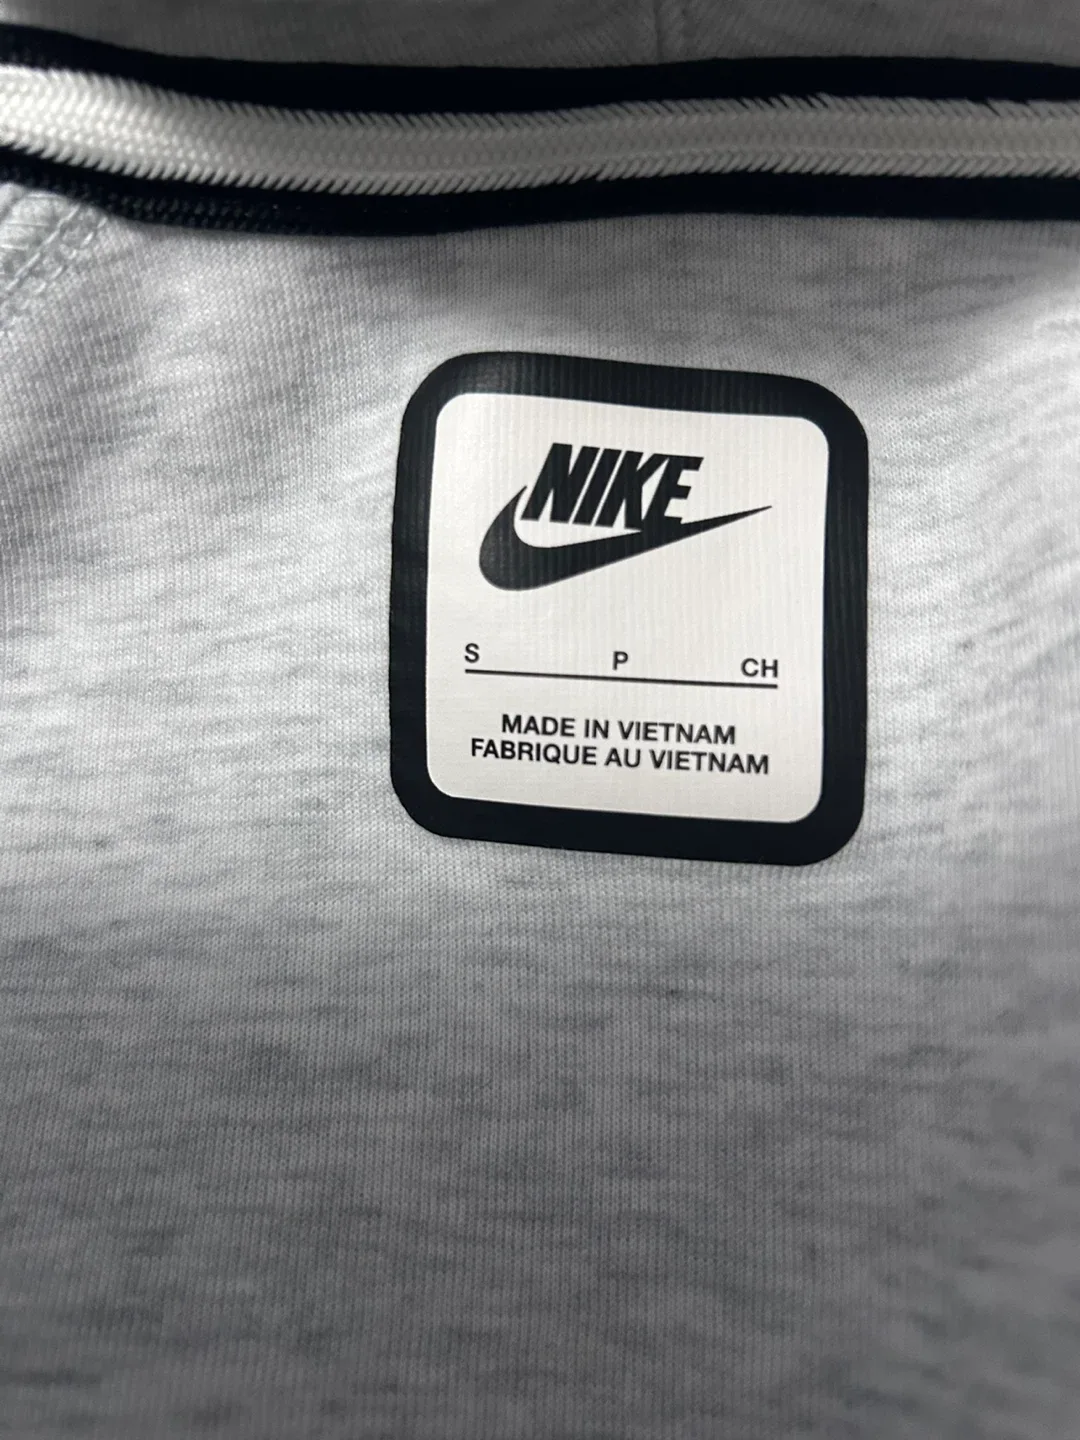 NIKE
S P CH
MADE IN VIETNAM
FABRIQUE AU VIETNAM